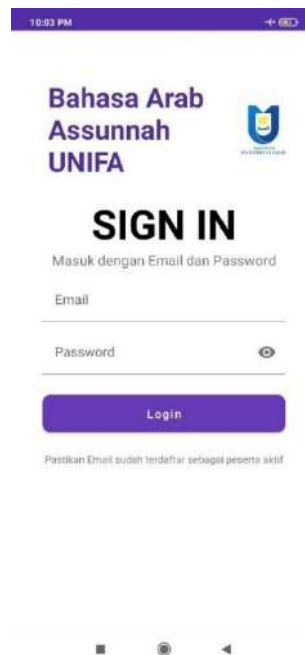 10:03 PM
Bahasa Arab
Assunnah
UNIFA
SIGN IN
Masuk dengan Email dan Password
Email
Password
Login
Pastikan Email sudah terdaftar sebagai peserta aktif